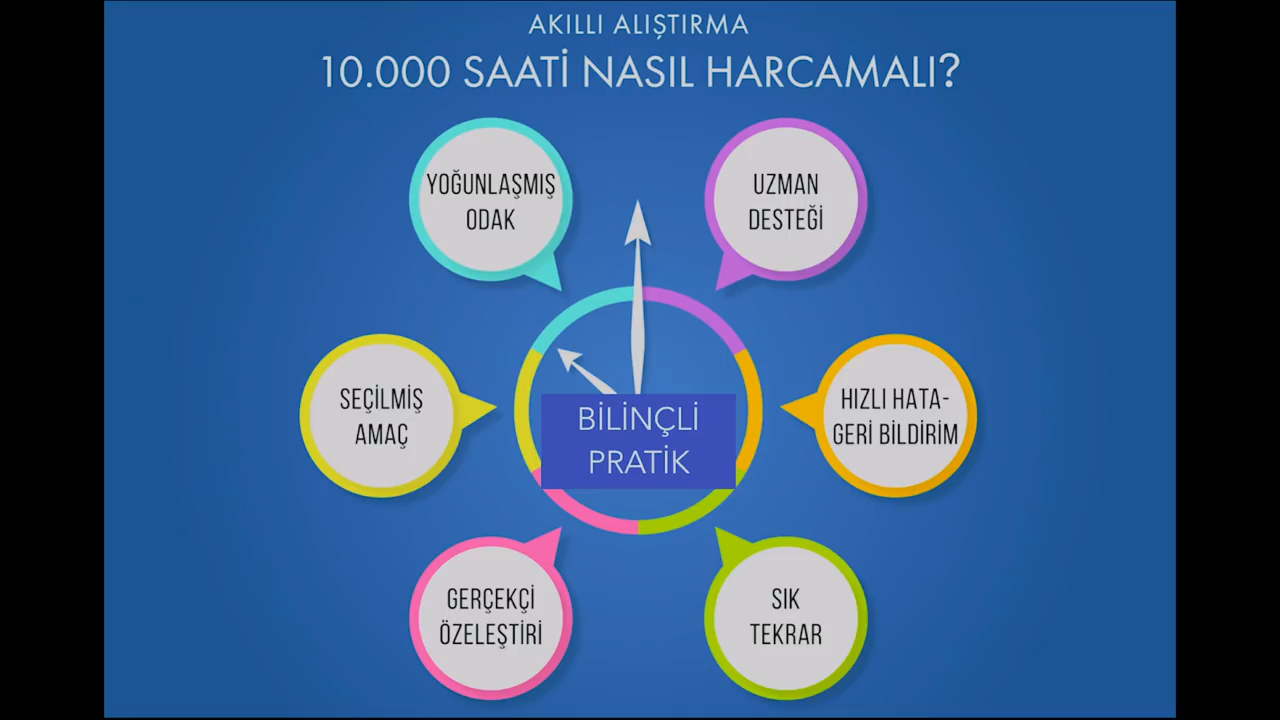 AKILLI ALIŞTIRMA
10.000 SAATİ NASIL HARCAMALI?
YOĞUNLAŞMIŞ
ODAK
UZMAN
DESTEĞİ
SEÇİLMİŞ
AMAÇ
BİLİNÇLİ
PRATİK
HIZLI HATA-
GERİ BİLDİRİM
GERÇEKÇİ
ÖZELEŞTİRİ
SIK
TEKRAR